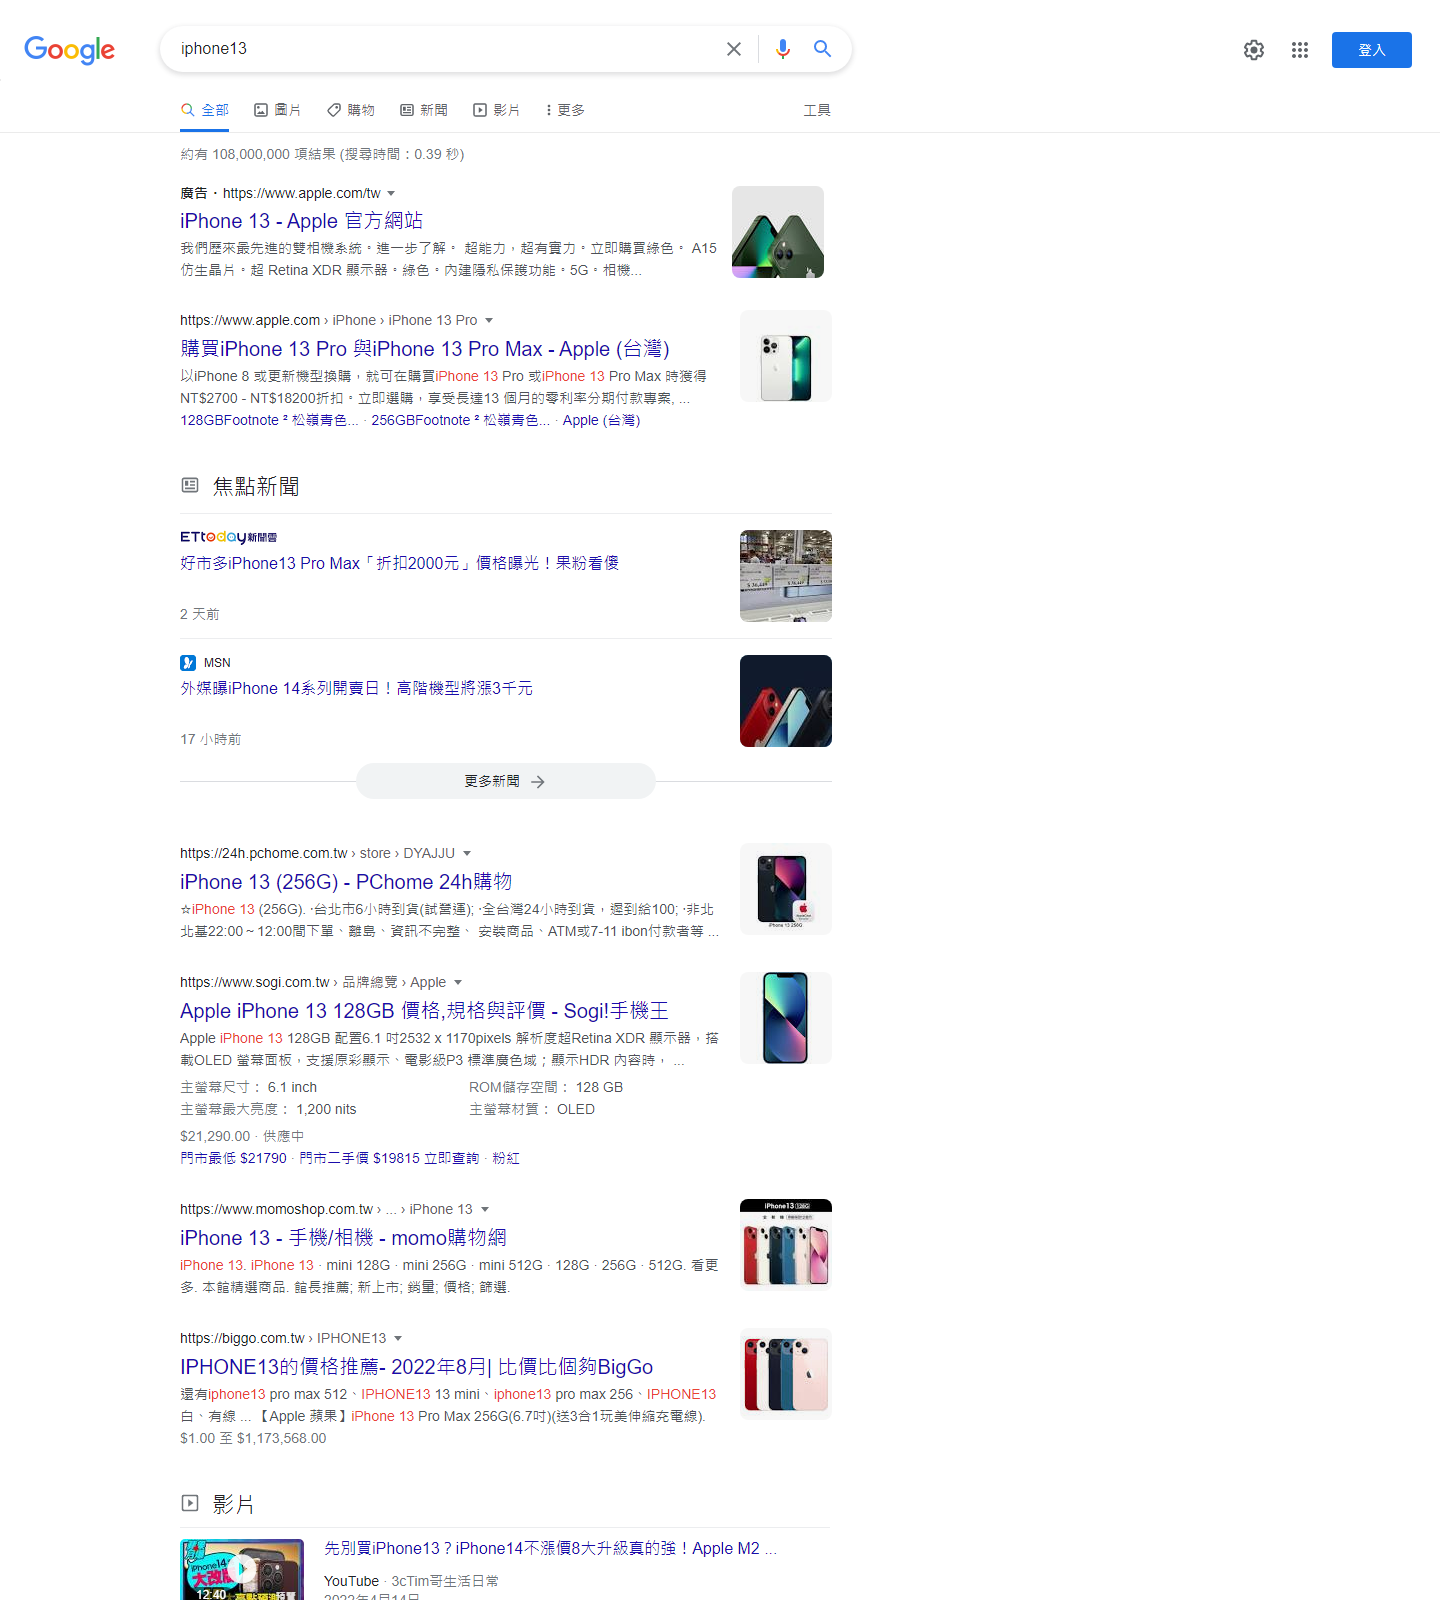 Google
iphone13
登入
全部
圖片
購物
新聞
影片
更多
工具
約有 108,000,000 項結果 (搜尋時間：0.39 秒)
廣告・https://www.apple.com/tw
iPhone 13 - Apple 官方網站
我們歷來最先進的雙相機系統。進一步了解。 超能力，超有實力。立即購買綠色。 A15
仿生晶片。超 Retina XDR 顯示器。綠色。內建隱私保護功能。5G。相機...
https://www.apple.com › iPhone › iPhone 13 Pro
購買iPhone 13 Pro 與iPhone 13 Pro Max - Apple (台灣)
以iPhone 8 或更新機型換購，就可在購買iPhone 13 Pro 或iPhone 13 Pro Max 時獲得
NT$2700 - NT$18200折扣。立即選購，享受長達13 個月的零利率分期付款專案, ...
128GBFootnote ² 松嶺青色... · 256GBFootnote ² 松嶺青色... · Apple (台灣)
焦點新聞
ETtoday新聞雲
好市多iPhone13 Pro Max「折扣2000元」價格曝光！果粉看傻
2 天前
MSN
外媒曝iPhone 14系列開賣日！高階機型將漲3千元
17 小時前
更多新聞
https://24h.pchome.com.tw › store › DYAJJU
iPhone 13 (256G) - PChome 24h購物
☆iPhone 13 (256G). ‧台北市6小時到貨(試營運); ‧全台灣24小時到貨，遲到給100; ‧非北
北基22:00～12:00間下單、離島、資訊不完整、 安裝商品、ATM或7-11 ibon付款者等 ...
iPhone 13 256G
https://www.sogi.com.tw › 品牌總覽 › Apple
Apple iPhone 13 128GB 價格,規格與評價 - Sogi!手機王
Apple iPhone 13 128GB 配置6.1 吋2532 x 1170pixels 解析度超Retina XDR 顯示器，搭
載OLED 螢幕面板，支援原彩顯示、電影級P3 標準廣色域；顯示HDR 內容時， ...
主螢幕尺寸： 6.1 inch
ROM儲存空間： 128 GB
主螢幕最大亮度： 1,200 nits
主螢幕材質： OLED
$21,290.00 · 供應中
門市最低 $21790 · 門市二手價 $19815 立即查詢 · 粉紅
https://www.momoshop.com.tw › ... › iPhone 13
iPhone 13 - 手機/相機 - momo購物網
iPhone 13. iPhone 13 · mini 128G · mini 256G · mini 512G · 128G · 256G · 512G. 看更
多. 本館精選商品. 館長推薦; 新上市; 銷量; 價格; 篩選.
iPhone13 128G
https://biggo.com.tw › IPHONE13
IPHONE13的價格推薦- 2022年8月| 比價比個夠BigGo
還有iphone13 pro max 512、IPHONE13 13 mini、iphone13 pro max 256、IPHONE13
白、有線 ... 【Apple 蘋果】iPhone 13 Pro Max 256G(6.7吋)(送3合1玩美伸縮充電線).
$1.00 至 $1,173,568.00
影片
iPhone14
大改版
12:40
先別買iPhone13？iPhone14不漲價8大升級真的強！Apple M2 ...
YouTube · 3cTim哥生活日常
2022年4月14日